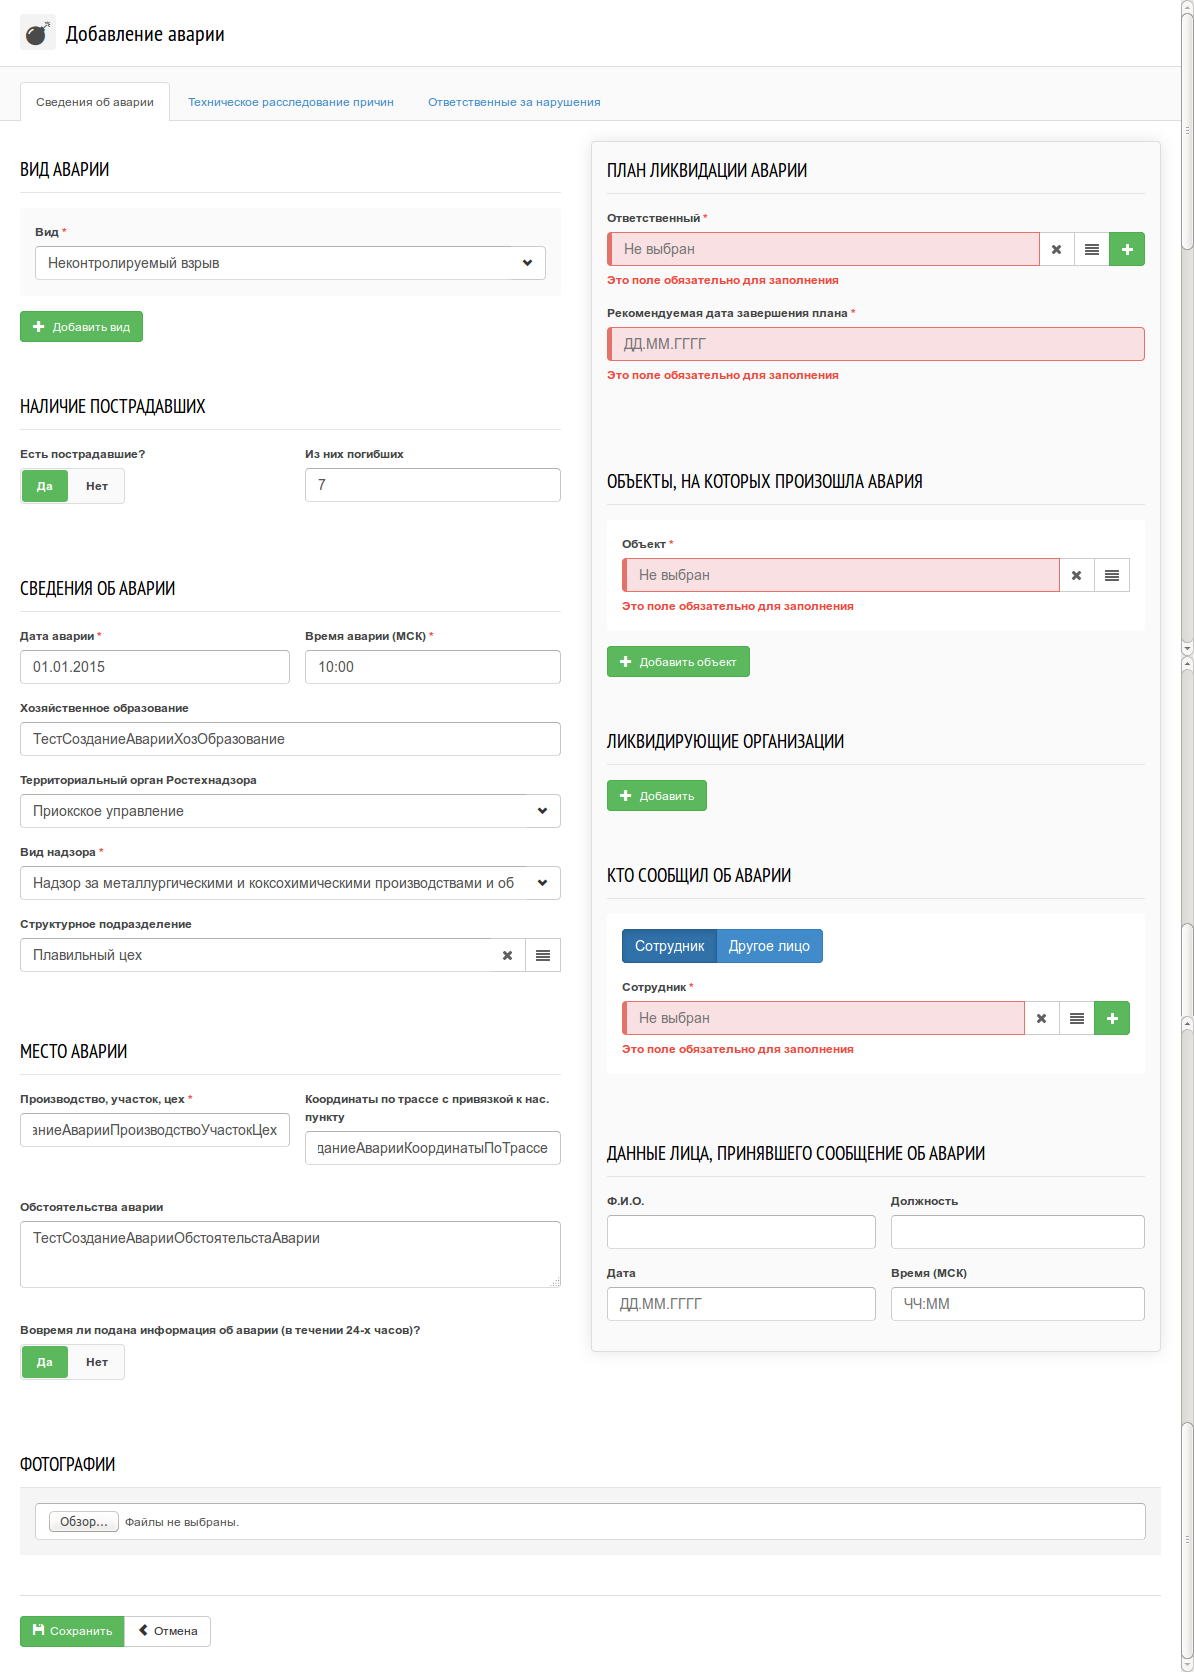 Добавление аварии
Сведения об аварии
Техническое расследование причин
Ответственные за нарушения
ВИД АВАРИИ
Вид *
Неконтролируемый взрыв
Добавить вид
НАЛИЧИЕ ПОСТРАДАВШИХ
Есть пострадавшие?
Да
Нет
Из них погибших
7
СВЕДЕНИЯ ОБ АВАРИИ
Дата аварии *
01.01.2015
Время аварии (МСК) *
10:00
Хозяйственное образование
ТестСозданиеАварииХозОбразование
Территориальный орган Ростехнадзора
Приокское управление
Вид надзора *
Надзор за металлургическими и коксохимическими производствами и об
Структурное подразделение
Плавильный цех
МЕСТО АВАРИИ
Производство, участок, цех *
аниеАварииПроизводствоУчастокЦех
Координаты по трассе с привязкой к нас.
пункту
даниеАварииКоординатыПоТрассе
Обстоятельства аварии
ТестСозданиеАварииОбстоятельстаАварии
Вовремя ли подана информация об аварии (в течении 24-х часов)?
Да
Нет
ПЛАН ЛИКВИДАЦИИ АВАРИИ
Ответственный *
Не выбран
Это поле обязательно для заполнения
Рекомендуемая дата завершения плана *
ДД.ММ.ГГГГ
Это поле обязательно для заполнения
ОБЪЕКТЫ, НА КОТОРЫХ ПРОИЗОШЛА АВАРИЯ
Объект *
Не выбран
Это поле обязательно для заполнения
Добавить объект
ЛИКВИДИРУЮЩИЕ ОРГАНИЗАЦИИ
Добавить
КТО СООБЩИЛ ОБ АВАРИИ
Сотрудник
Другое лицо
Сотрудник *
Не выбран
Это поле обязательно для заполнения
ДАННЫЕ ЛИЦА, ПРИНЯВШЕГО СООБЩЕНИЕ ОБ АВАРИИ
Ф.И.О.
Должность
Дата
ДД.ММ.ГГГГ
Время (МСК)
ЧЧ:ММ
ФОТОГРАФИИ
Обзор...
Файлы не выбраны.
Сохранить
Отмена